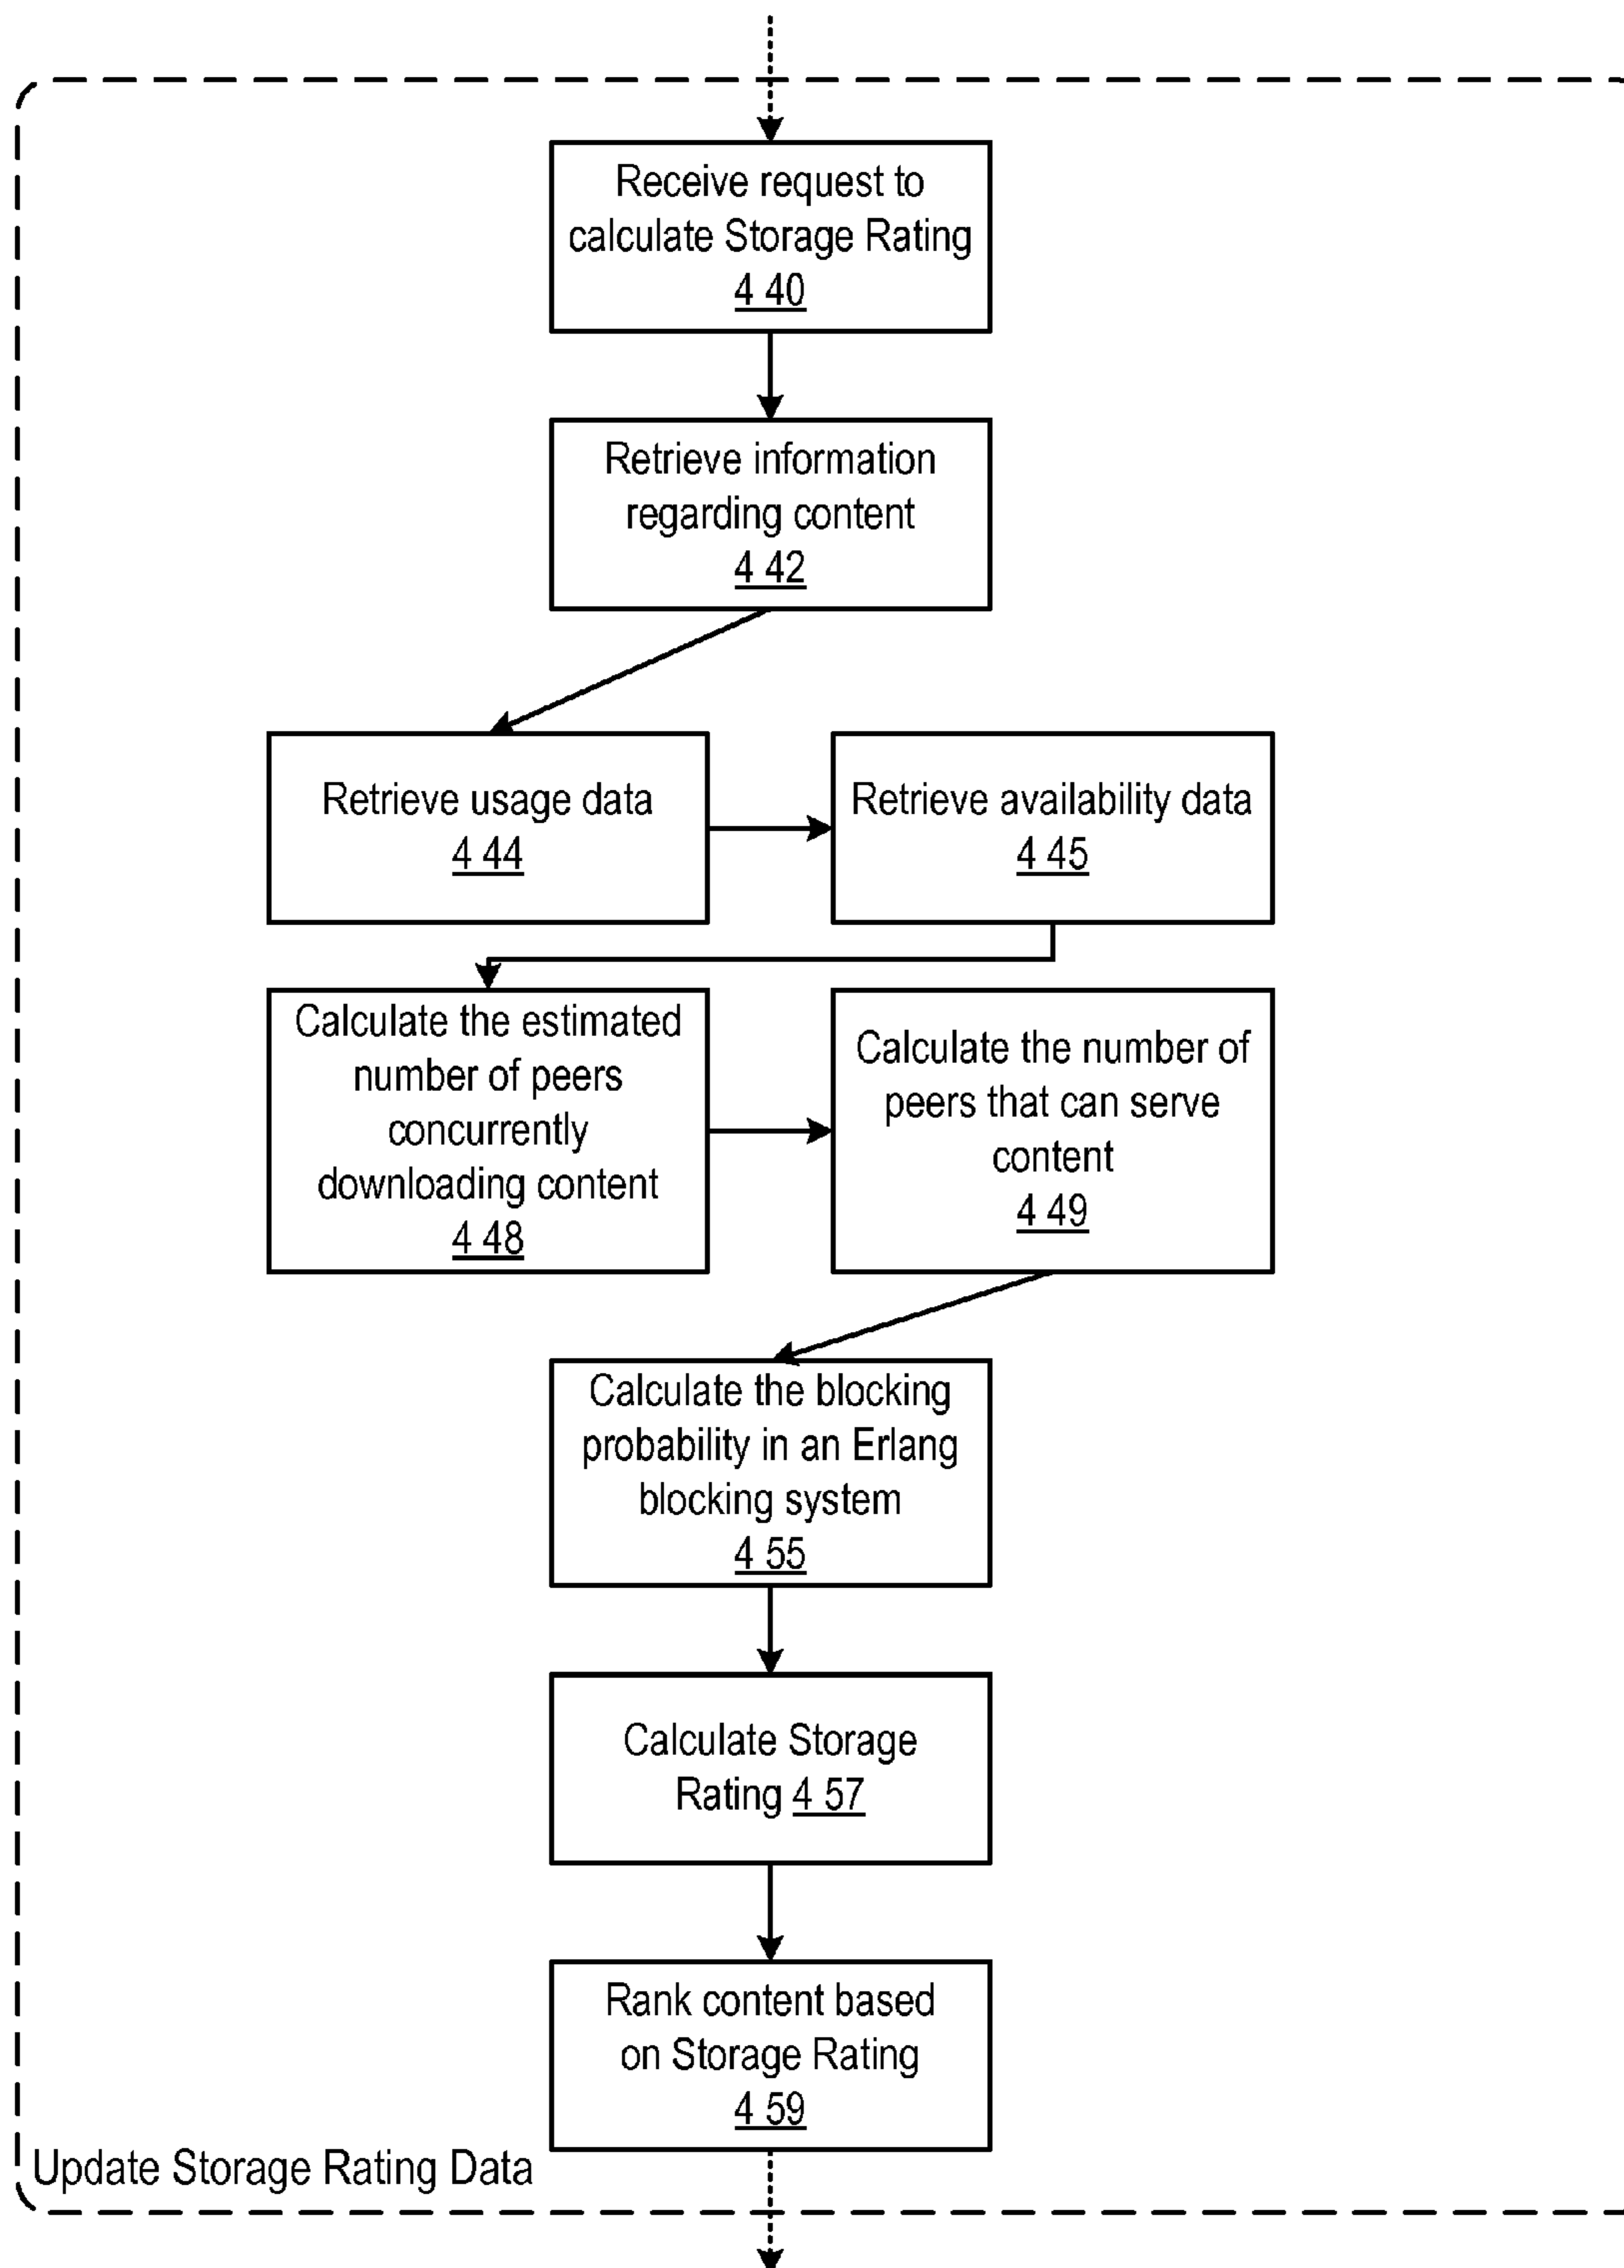 Receive request to
calculate Storage Rating
4 40
Retrieve information
regarding content
4 42
Retrieve usage data
4 44
Retrieve availability data
4 45
Calculate the estimated
number of peers
concurrently
downloading content
4 48
Calculate the number of
peers that can serve
content
4 49
Calculate the blocking
probability in an Erlang
blocking system
4 55
Calculate Storage
Rating 4 57
Rank content based
on Storage Rating
4 59
Update Storage Rating Data